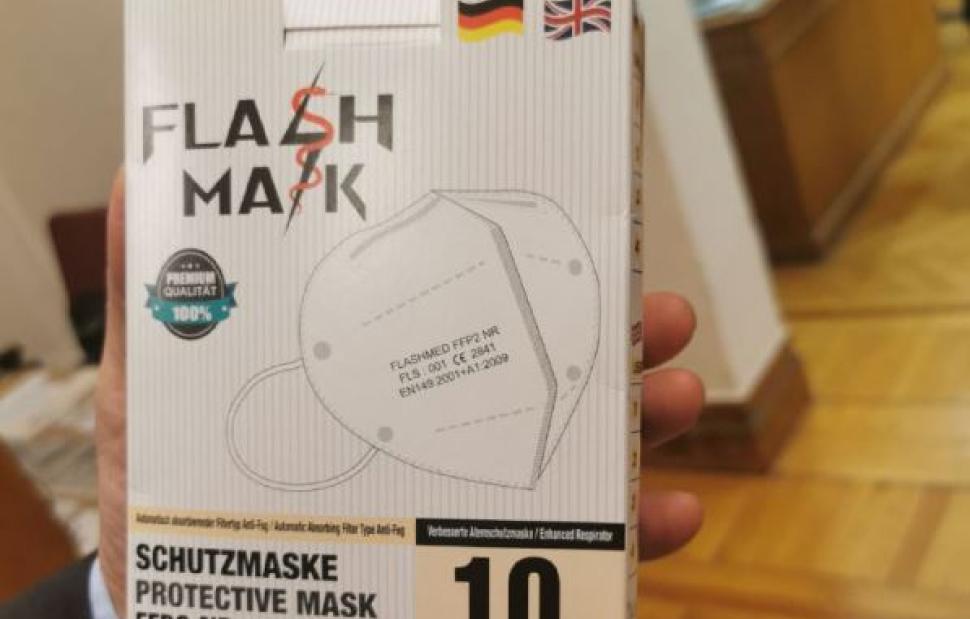 FLASH
MASK
PREMIUM
QUALITÄT
100%
FLASHMED FFP2 NR
FLS : 001 CE 2841
EN149:2001+A1:2009
Automatisch absorbierender Filtertyp Anti-Fog / Automatic Absorbing Filter Type Anti-Fog
Verbesserte Atemschutzmaske / Enhanced Respirator
SCHUTZMASKE
PROTECTIVE MASK
10